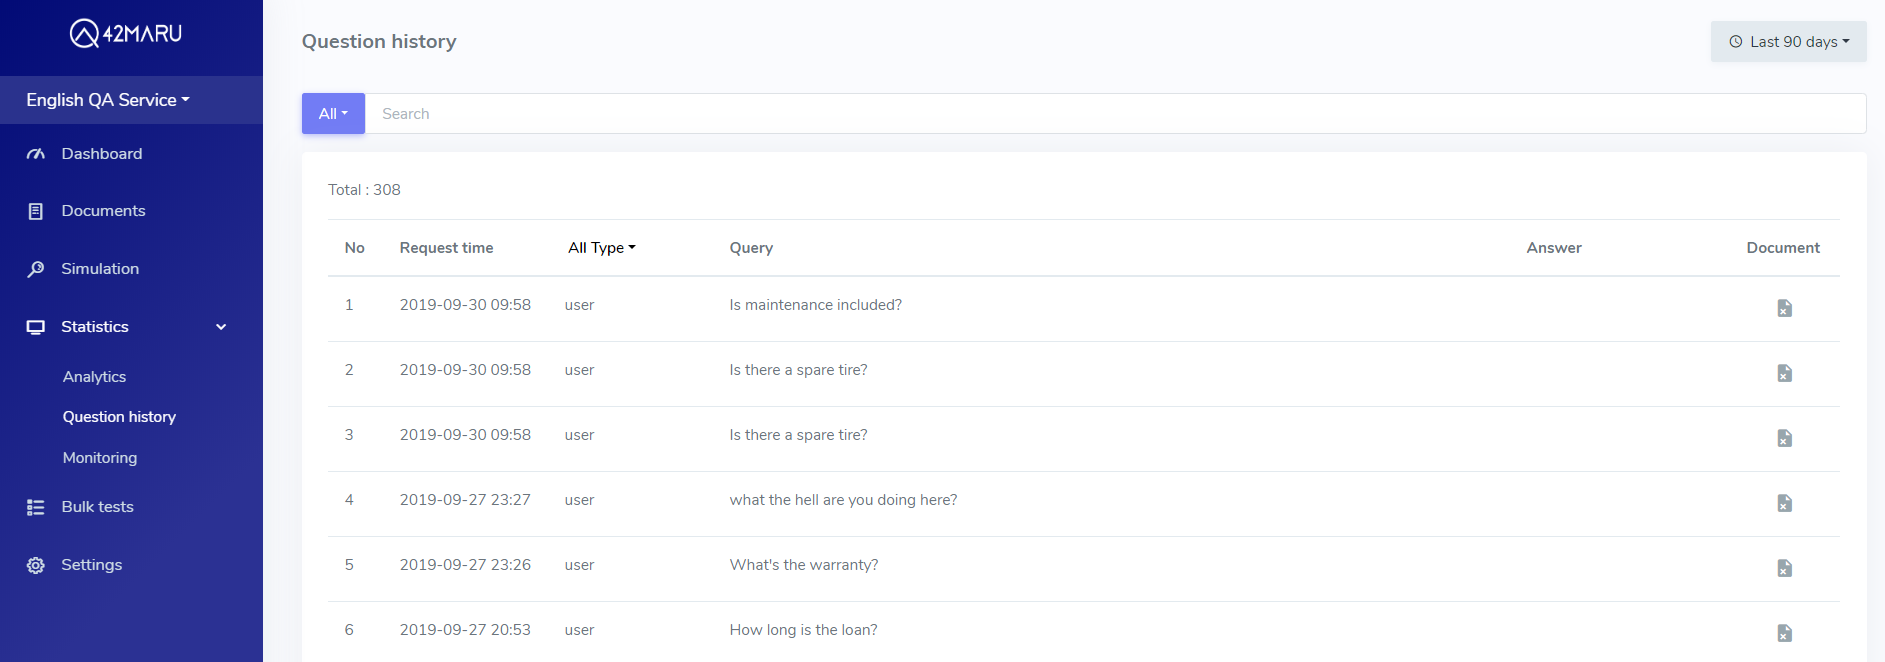 42MARU
English QA Service
Dashboard
Documents
Simulation
Statistics
Analytics
Question history
Monitoring
Bulk tests
Settings
Question history
Last 90 days
All
Search
Total : 308
No Request time All Type Query Answer Document
1 2019-09-30 09:58 user Is maintenance included?
2 2019-09-30 09:58 user Is there a spare tire?
3 2019-09-30 09:58 user Is there a spare tire?
4 2019-09-27 23:27 user what the hell are you doing here?
5 2019-09-27 23:26 user What's the warranty?
6 2019-09-27 20:53 user How long is the loan?